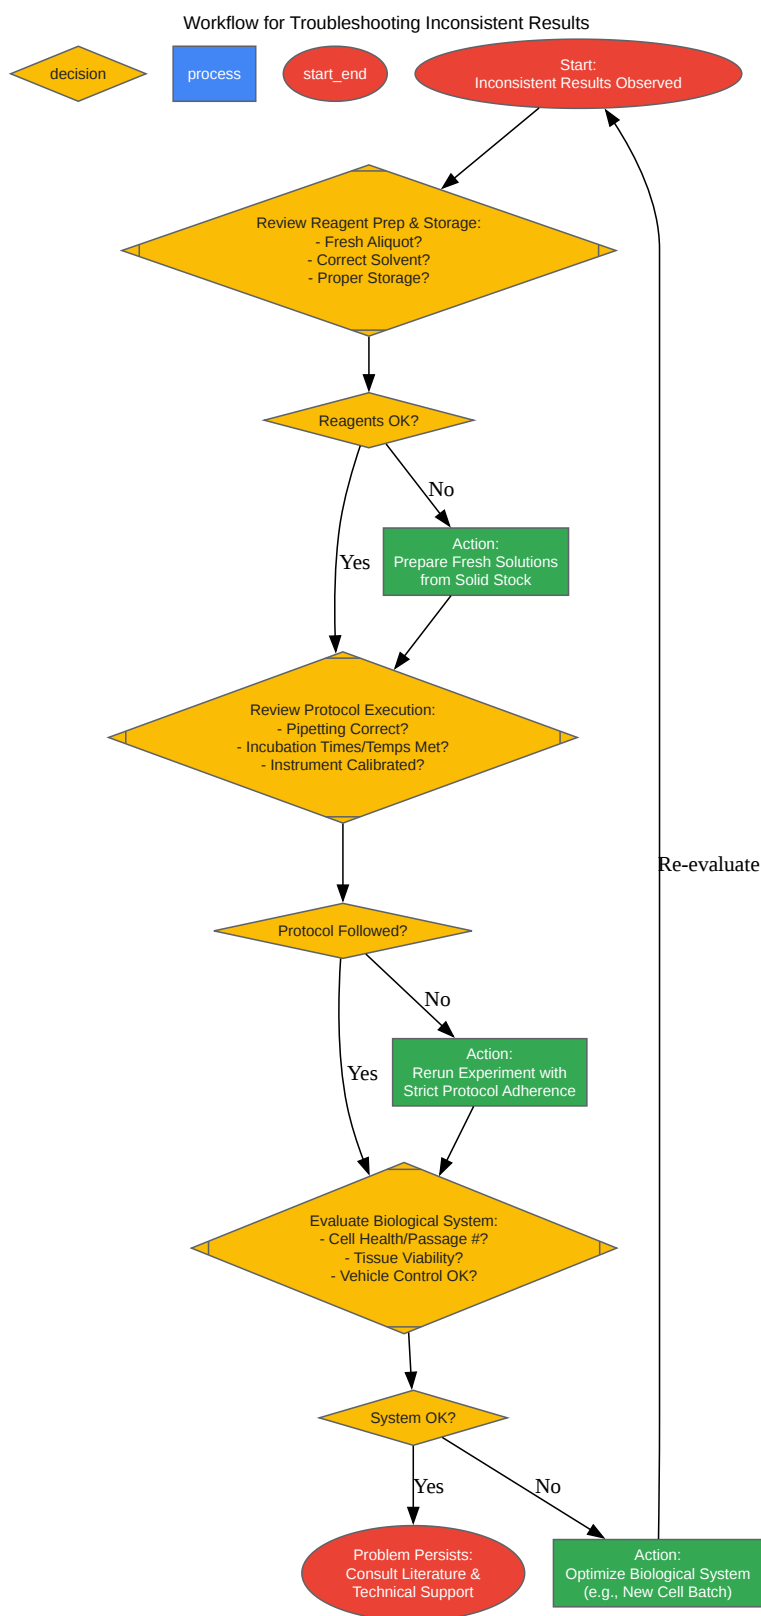 Workflow for Troubleshooting Inconsistent Results
decision
process
start_end
Start:
Inconsistent Results Observed
Review Reagent Prep & Storage:
- Fresh Aliquot?
- Correct Solvent?
- Proper Storage?
Reagents OK?
No
Yes
Action:
Prepare Fresh Solutions
from Solid Stock
Review Protocol Execution:
- Pipetting Correct?
- Incubation Times/Temps Met?
- Instrument Calibrated?
Re-evaluate
Protocol Followed?
No
Yes
Action:
Rerun Experiment with
Strict Protocol Adherence
Evaluate Biological System:
- Cell Health/Passage #?
- Tissue Viability?
- Vehicle Control OK?
System OK?
Yes
No
Problem Persists:
Consult Literature &
Technical Support
Action:
Optimize Biological System
(e.g., New Cell Batch)